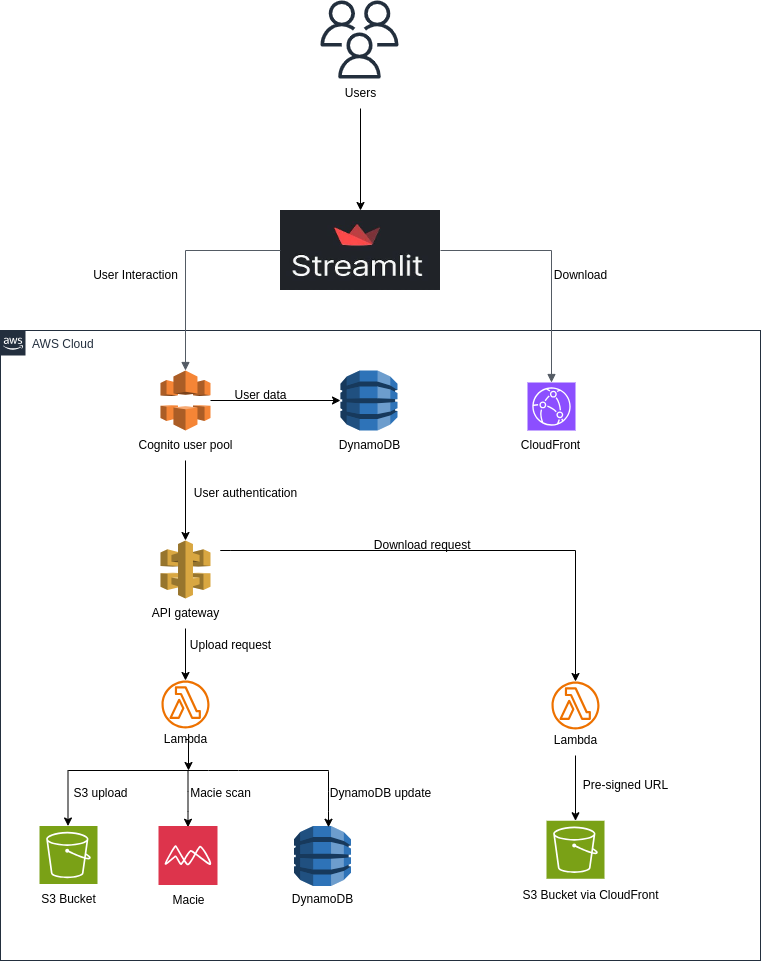 Users
Streamlit
User Interaction
Download
aws
AWS Cloud
User data
Cognito user pool
DynamoDB
CloudFront
User authentication
Download request
API gateway
Upload request
Lambda
Lambda
S3 upload
Macie scan
DynamoDB update
Pre-signed URL
S3 Bucket
Macie
DynamoDB
S3 Bucket via CloudFront